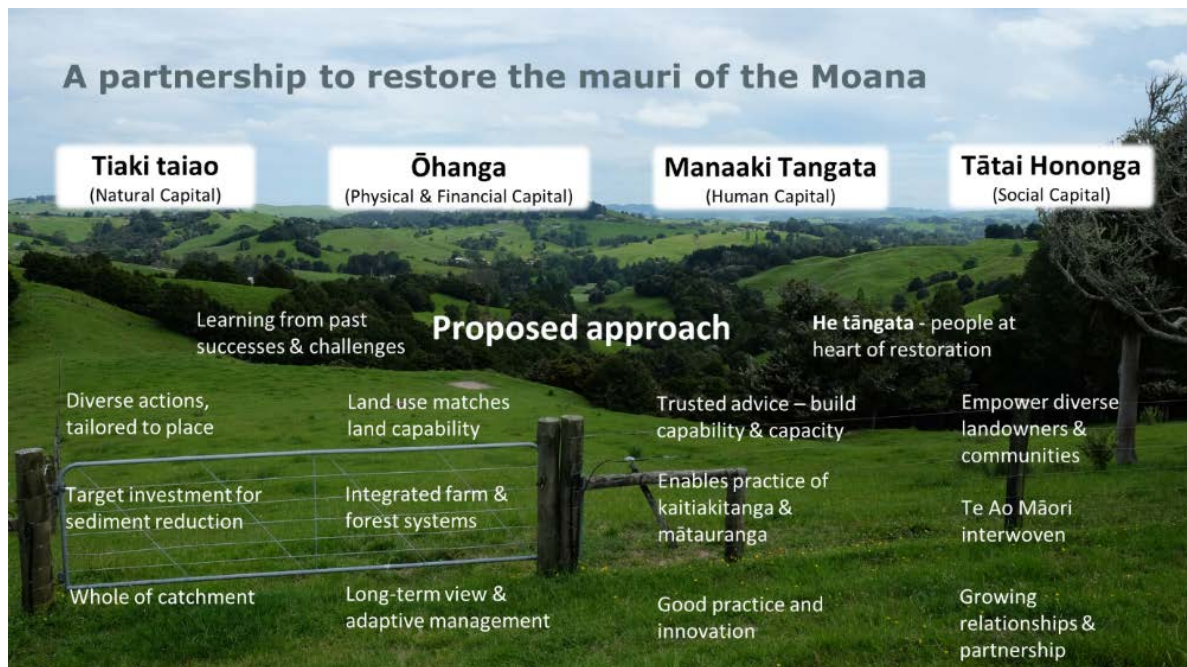 A partnership to restore the mauri of the Moana
Tiaki taiao
(Natural Capital)
Ōhanga
(Physical & Financial Capital)
Manaaki Tangata
(Human Capital)
Tātai Hononga
(Social Capital)
Learning from past
successes & challenges
Proposed approach
He tāngata - people at
heart of restoration
Diverse actions,
tailored to place
Land use matches
land capability
Trusted advice – build
capability & capacity
Empower diverse
landowners &
communities
Target investment for
sediment reduction
Integrated farm &
forest systems
Enables practice of
kaitiakitanga &
mātauranga
Te Ao Māori
interwoven
Whole of catchment
Long-term view &
adaptive management
Good practice and
innovation
Growing
relationships &
partnership